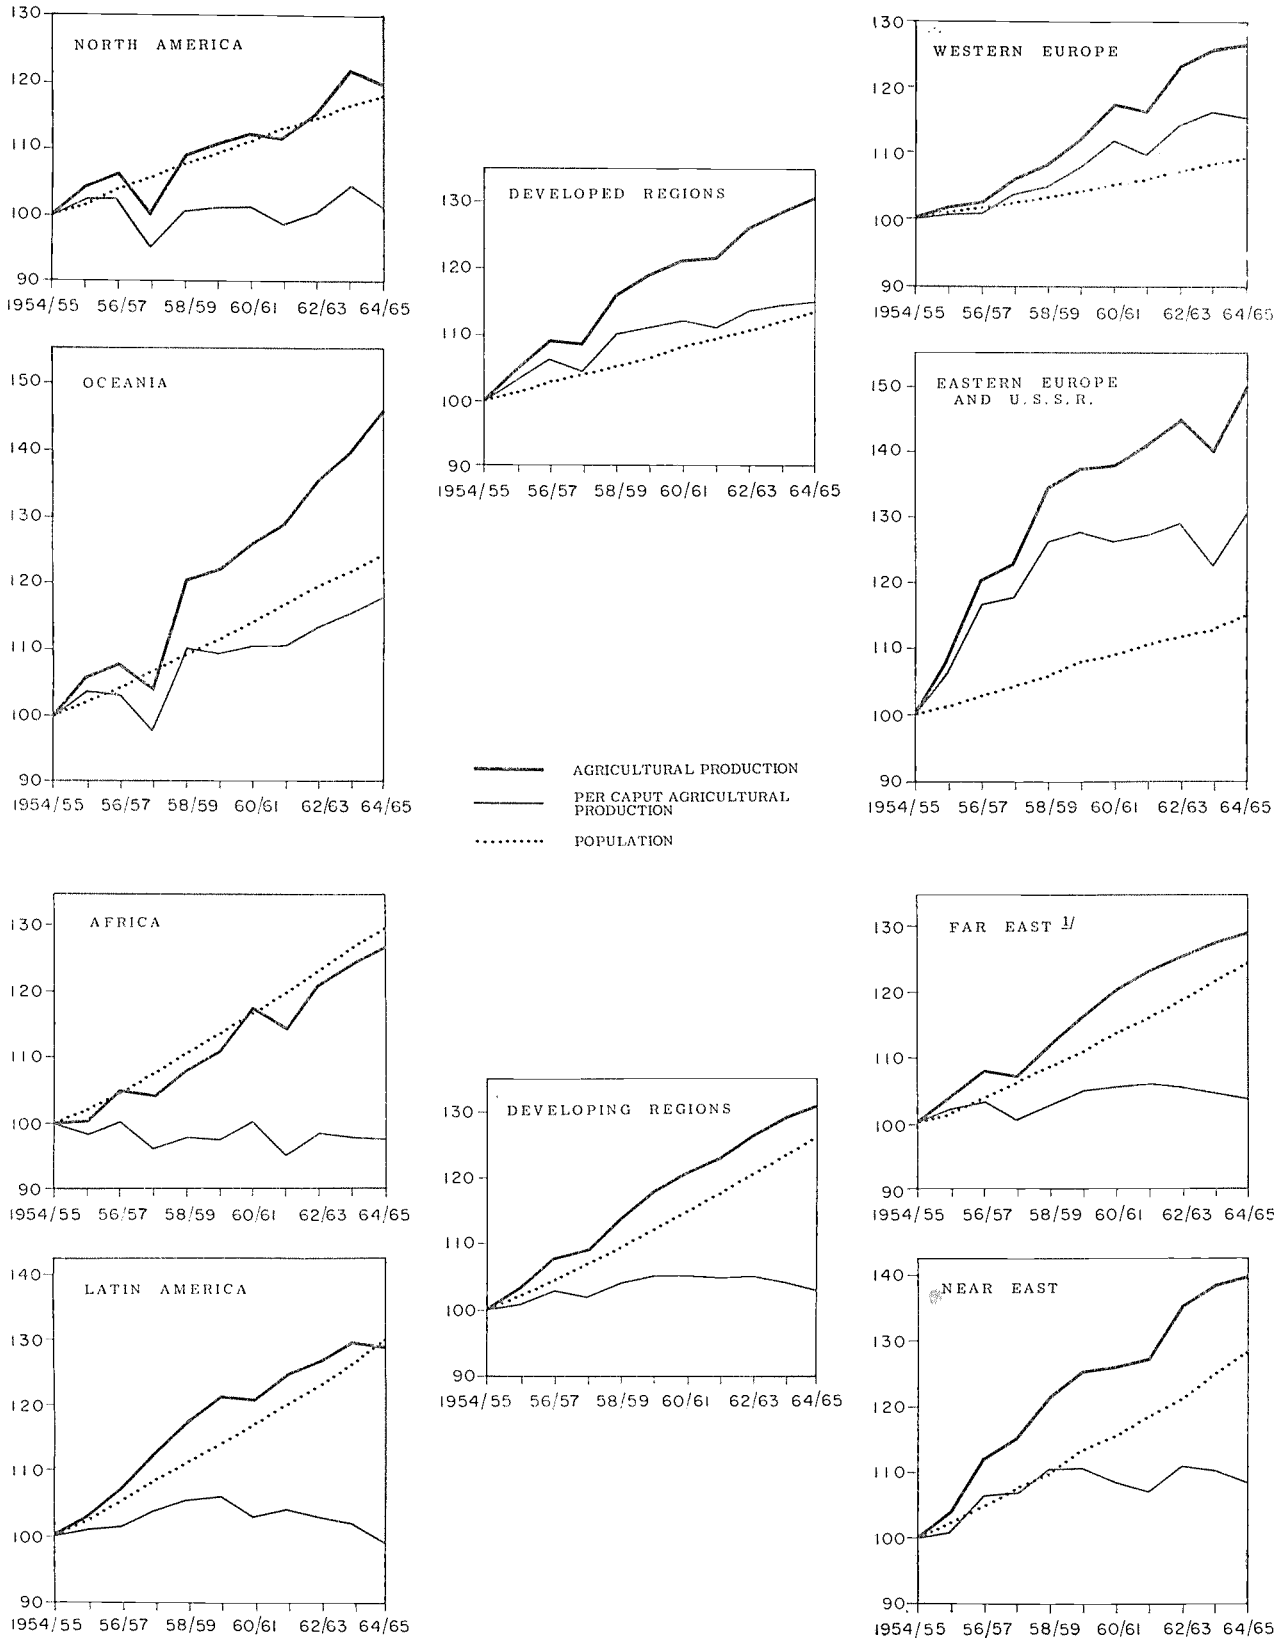 130
120
110
100
90
NORTH AMERICA
1954/55 56/57 58/59 60/61 62/63 64/65
130
120
110
100
90
WESTERN EUROPE
1954/55 56/57 58/59 60/61 62/63 64/65
130
120
110
100
90
DEVELOPED REGIONS
1954/55 56/57 58/59 60/61 62/63 64/65
150
140
130
120
110
100
90
OCEANIA
1954/55 56/57 58/59 60/61 62/63 64/65
150
140
130
120
110
100
90
EASTERN EUROPE
AND U.S.S.R.
1954/55 56/57 58/59 60/61 62/63 64/65
AGRICULTURAL PRODUCTION
PER CAPUT AGRICULTURAL
PRODUCTION
POPULATION
130
120
110
100
90
AFRICA
1954/55 56/57 58/59 60/61 62/63 64/65
130
120
110
100
90
FAR EAST 1/
1954/55 56/57 58/59 60/61 62/63 64/65
130
120
110
100
90
DEVELOPING REGIONS
1954/55 56/57 58/59 60/61 62/63 64/65
140
130
120
110
100
90
LATIN AMERICA
1954/55 56/57 58/59 60/61 62/63 64/65
140
130
120
110
100
90
NEAR EAST
1954/55 56/57 58/59 60/61 62/63 64/65